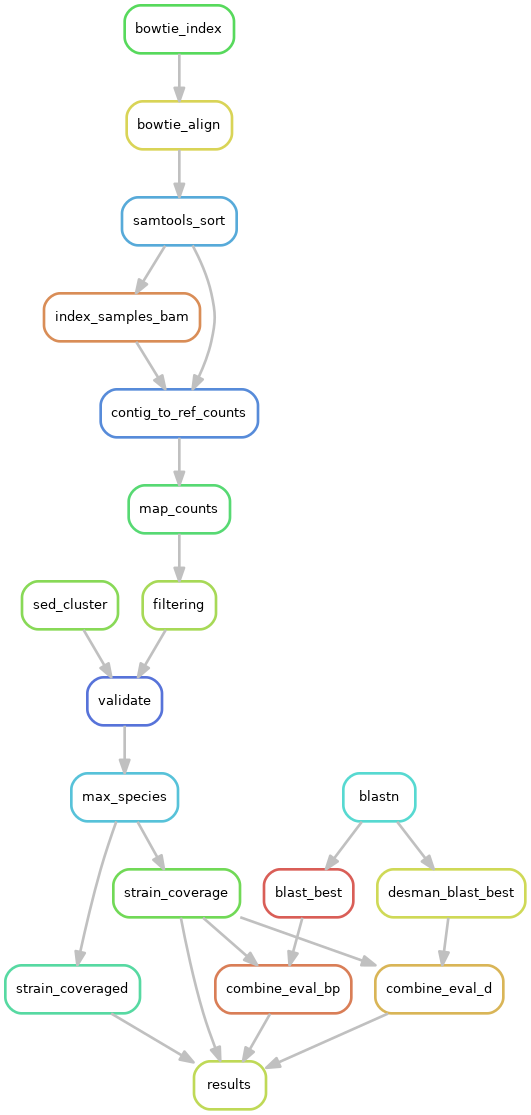 bowtie_index
bowtie_align
samtools_sort
index_samples_bam
contig_to_ref_counts
map_counts
sed_cluster
filtering
validate
max_species
blastn
strain_coverage
blast_best
desman_blast_best
strain_coveraged
combine_eval_bp
combine_eval_d
results